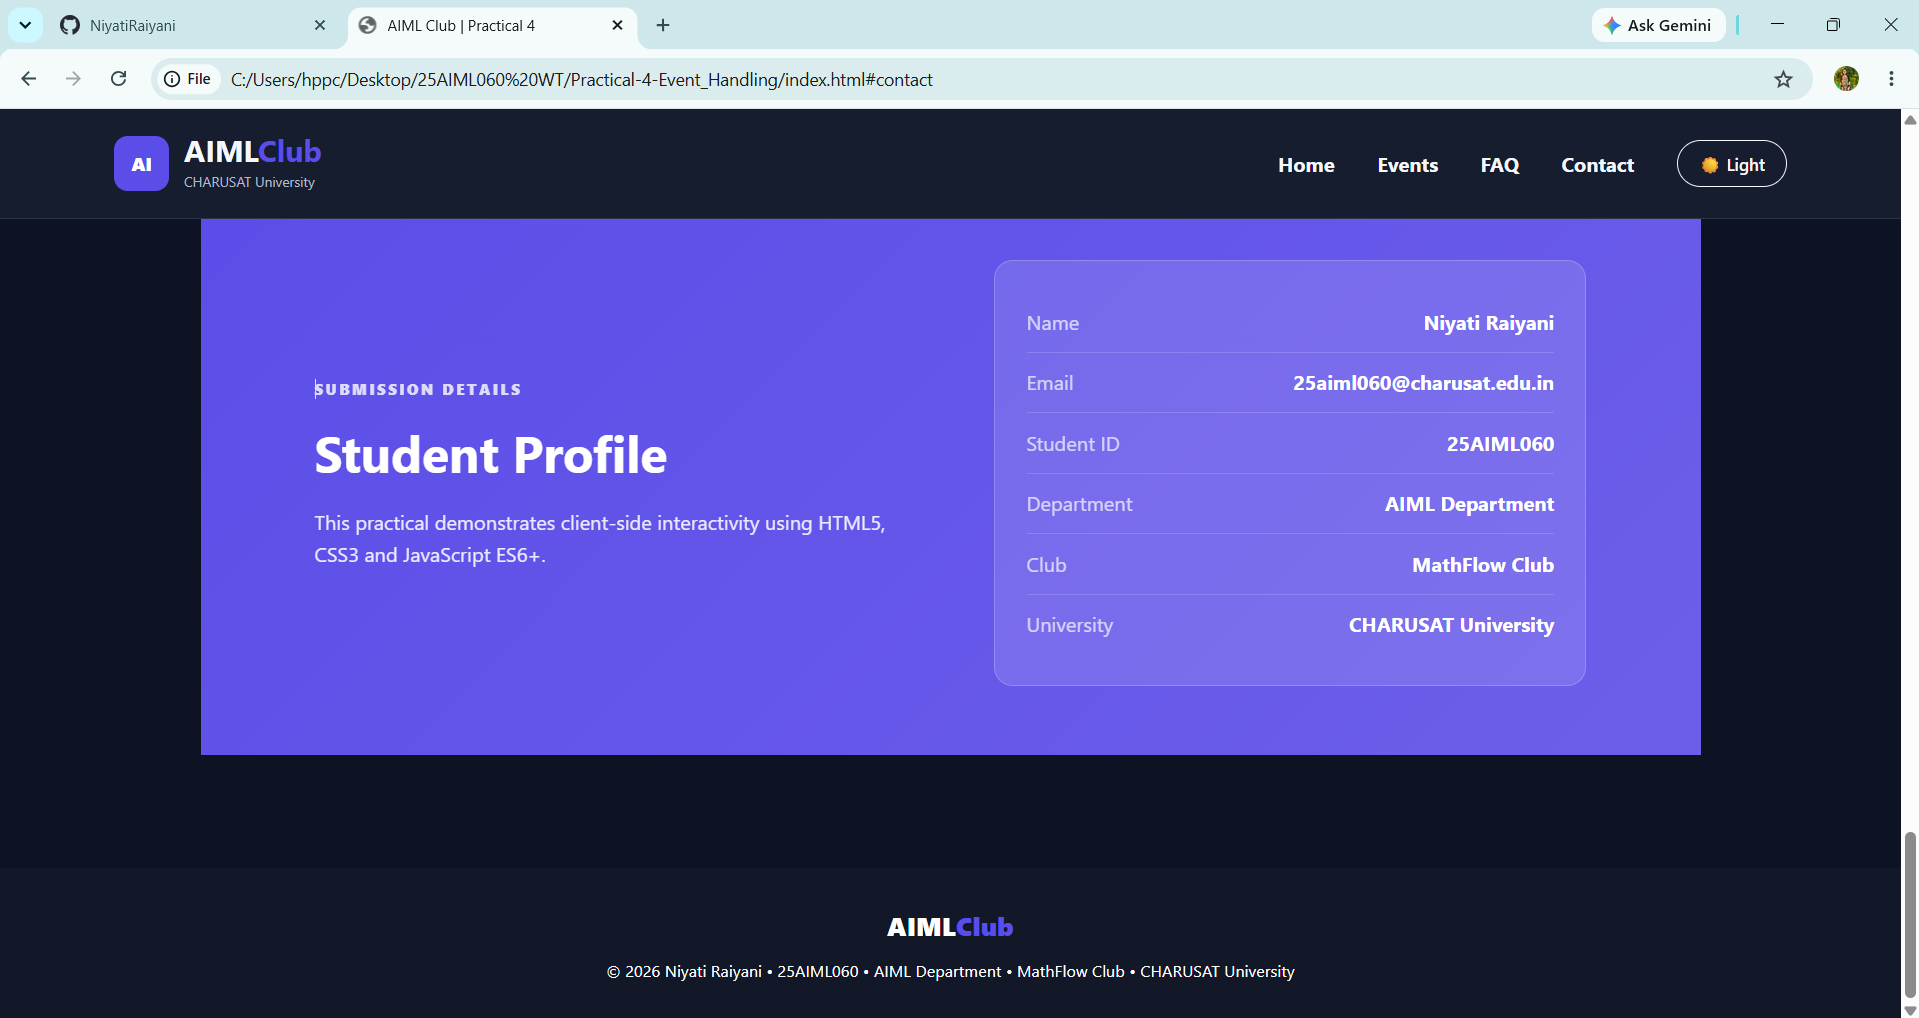 NiyatiRaiyani
AIML Club | Practical 4
Ask Gemini
File
C:/Users/hppc/Desktop/25AIML060%20WT/Practical-4-Event_Handling/index.html#contact
AI
AIMLClub
CHARUSAT University
Home
Events
FAQ
Contact
Light
SUBMISSION DETAILS
Student Profile
This practical demonstrates client-side interactivity using HTML5,
CSS3 and JavaScript ES6+.
Name Niyati Raiyani
Email 25aiml060@charusat.edu.in
Student ID 25AIML060
Department AIML Department
Club MathFlow Club
University CHARUSAT University
AIMLClub
© 2026 Niyati Raiyani • 25AIML060 • AIML Department • MathFlow Club • CHARUSAT University